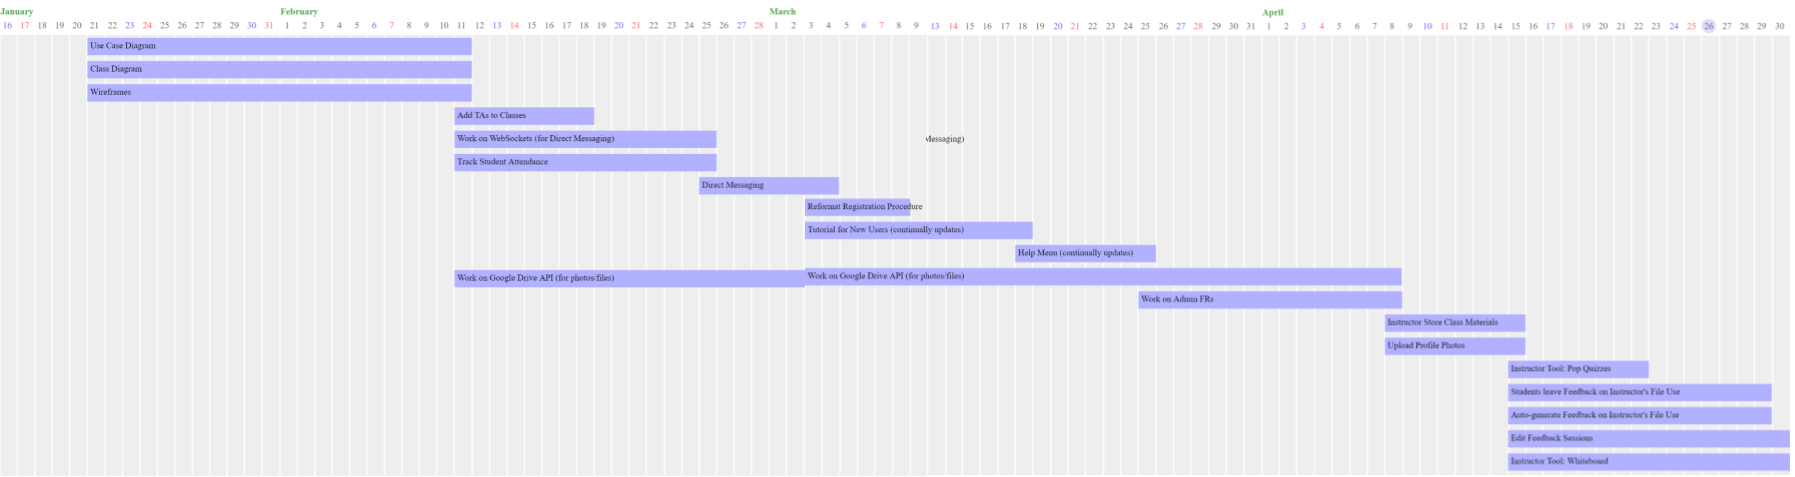 January February March April
16 17 18 19 20 21 22 23 24 25 26 27 28 29 30 31 1 2 3 4 5 6 7 8 9 10 11 12 13 14 15 16 17 18 19 20 21 22 23 24 25 26 27 28 1 2 3 4 5 6 7 8 9 13 14 15 16 17 18 19 20 21 22 23 24 25 26 27 28 29 30 31 1 2 3 4 5 6 7 8 9 10 11 12 13 14 15 16 17 18 19 20 21 22 23 24 25 26 27 28 29 30
Use Case Diagram
Class Diagram
Wireframes
Add TAs to Classes
Work on WebSockets (for Direct Messaging) Messaging)
Track Student Attendance
Direct Messaging
Reformat Registration Procedure
Tutorial for New Users (continually updates)
Help Menu (continually updates)
Work on Google Drive API (for photos/files) Work on Google Drive API (for photos/files)
Work on Admin FRs
Instructor Store Class Materials
Upload Profile Photos
Instructor Tool: Pop Quizzes
Students leave Feedback on Instructor's File Use
Auto-generate Feedback on Instructor's File Use
Edit Feedback Sessions
Instructor Tool: Whiteboard